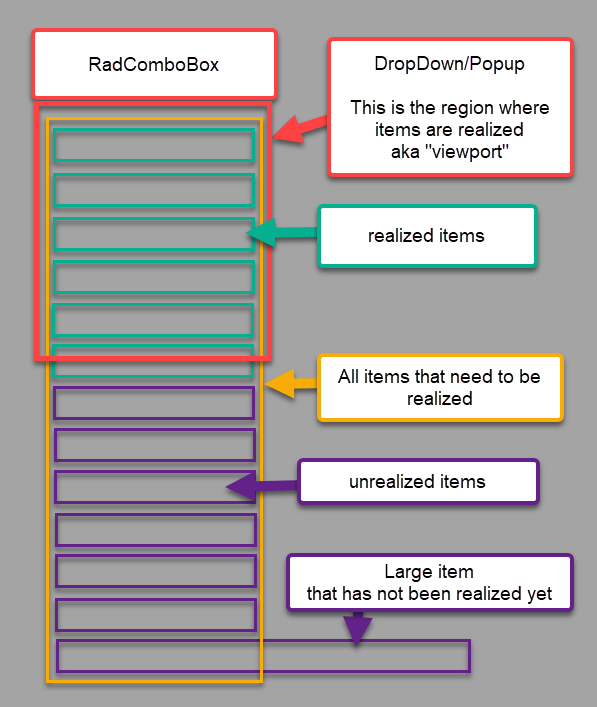 RadComboBox
DropDown/Popup
This is the region where
items are realized
aka "viewport"
realized items
All items that need to be
realized
unrealized items
Large item
that has not been realized yet